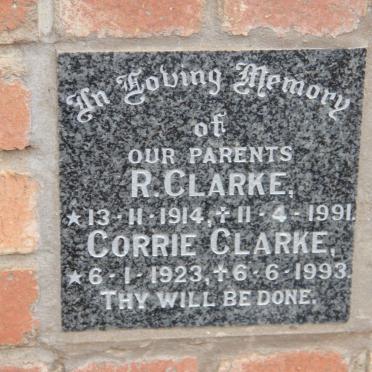 In Loving Memory
of
OUR PARENTS
R. CLARKE,
★13-11-1914,✝11-4-1991.
CORRIE CLARKE,
★6-1-1923,✝6-6-1993.
THY WILL BE DONE.